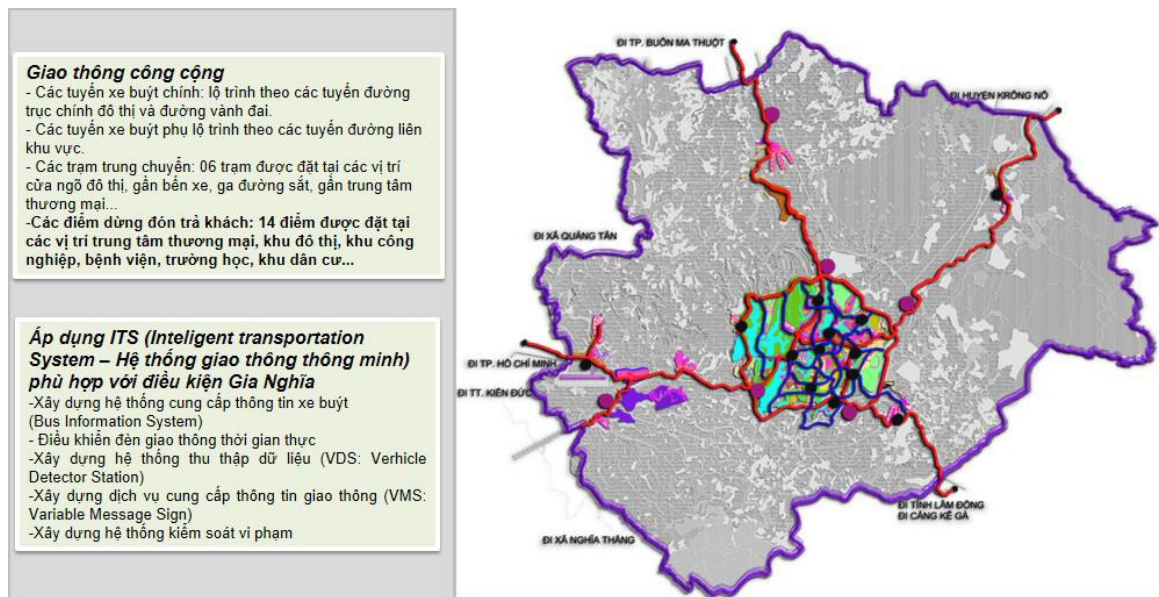 Giao thông công cộng
- Các tuyến xe buýt chính: lộ trình theo các tuyến đường
trục chính đô thị và đường vành đai.
- Các tuyến xe buýt phụ lộ trình theo các tuyến đường liên
khu vực.
- Các trạm trung chuyển: 06 trạm được đặt tại các vị trí
cửa ngõ đô thị, gần bến xe, ga đường sắt, gần trung tâm
thương mại...
-Các điểm dừng đón trả khách: 14 điểm được đặt tại
các vị trí trung tâm thương mại, khu đô thị, khu công
nghiệp, bệnh viện, trường học, khu dân cư...
Áp dụng ITS (Inteligent transportation
System – Hệ thống giao thông thông minh)
phù hợp với điều kiện Gia Nghĩa
-Xây dựng hệ thống cung cấp thông tin xe buýt
(Bus Information System)
- Điều khiển đèn giao thông thời gian thực
-Xây dựng hệ thống thu thập dữ liệu (VDS: Verhicle
Detector Station)
-Xây dựng dịch vụ cung cấp thông tin giao thông (VMS:
Variable Message Sign)
-Xây dựng hệ thống kiểm soát vi phạm
ĐI TP. BUÔN MA THUỘT
ĐI HUYỆN KRÔNG NÔ
ĐI XÃ QUẢNG TÂN
ĐI TP. HỒ CHÍ MINH
ĐI TT. KIẾN ĐỨC
ĐI TỈNH LÂM ĐỒNG
ĐI CẢNG KÊ GÀ
ĐI XÃ NGHĨA THẮNG